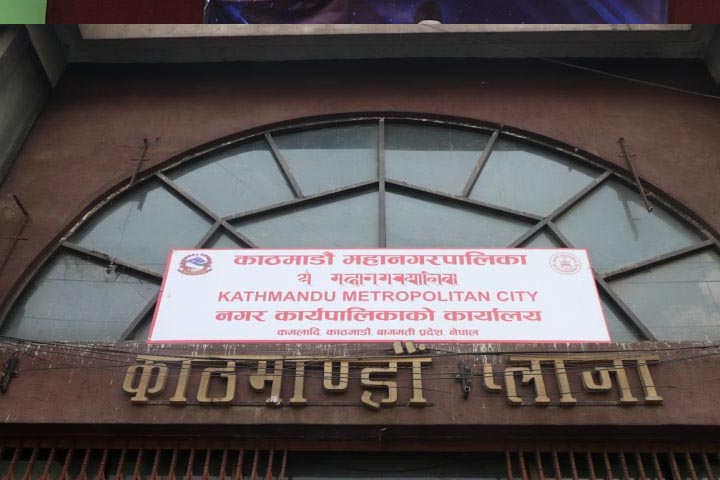 काठमाडौं महानगरपालिका
KATHMANDU METROPOLITAN CITY
नगर कार्यपालिकाको कार्यालय
कमलादि, काठमाडौं, बागमती प्रदेश, नेपाल
काठमाण्डौं प्लाजा